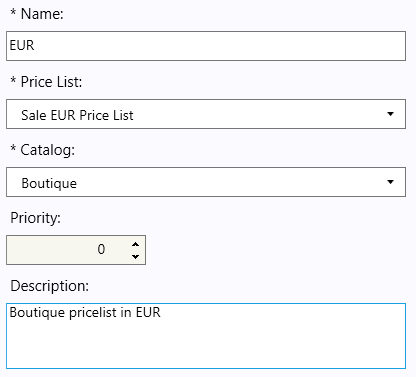 * Name:
EUR
* Price List:
Sale EUR Price List
* Catalog:
Boutique
Priority:
0
Description:
Boutique pricelist in EUR